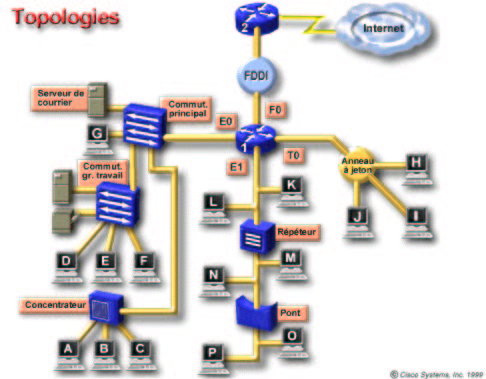 Topologies
2
Internet
FDDI
Serveur de
courrier
Commut.
principal
E0
F0
G
1
Commut.
gr. travail
E1
T0
Anneau
à jeton
H
K
L
J
I
Répéteur
D
E
F
M
N
Concentrateur
Pont
A
B
C
P
O
© Cisco Systems, Inc. 1999